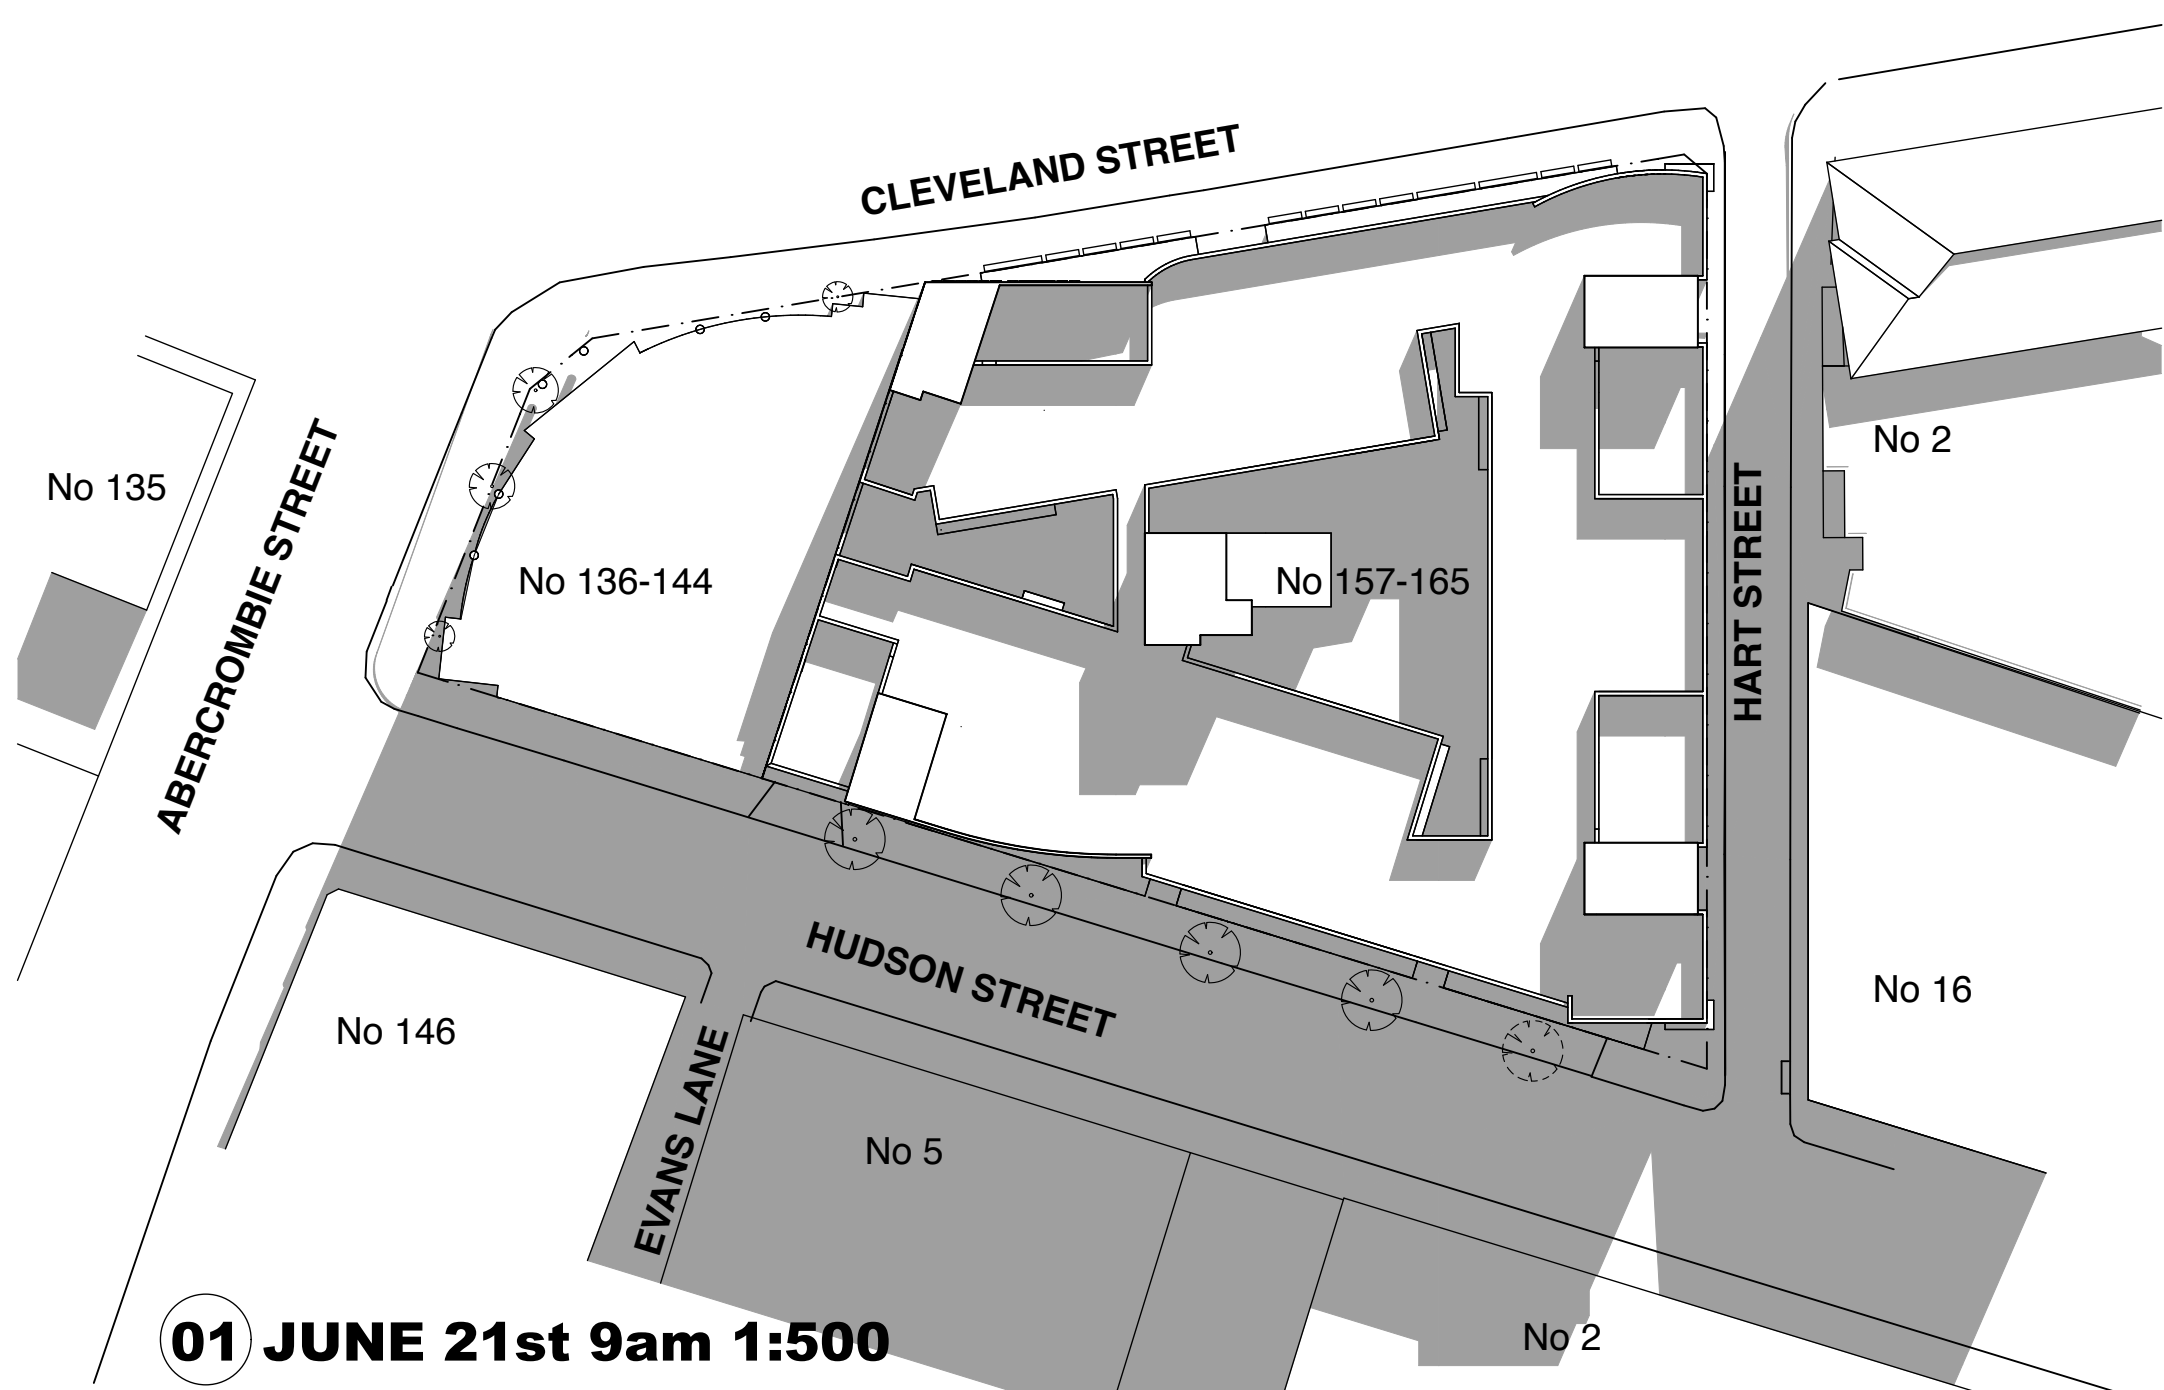 CLEVELAND STREET
No 2
No 135
ABERCROMBIE STREET
No 136-144
No 157-165
HART STREET
HUDSON STREET
No 16
No 146
EVANS LANE
No 5
No 2
01 JUNE 21st 9am 1:500